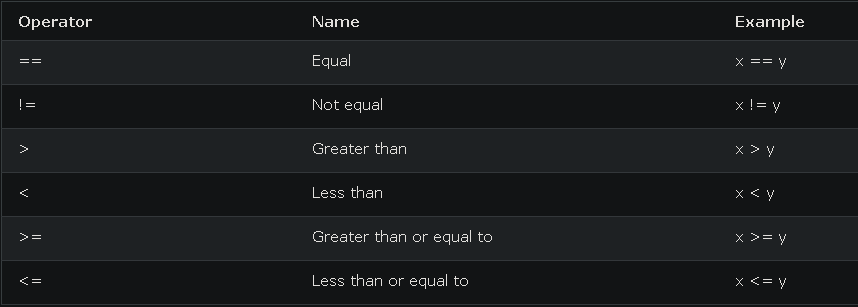 Operator Name Example
== Equal x == y
!= Not equal x != y
> Greater than x > y
< Less than x < y
>= Greater than or equal to x >= y
<= Less than or equal to x <= y